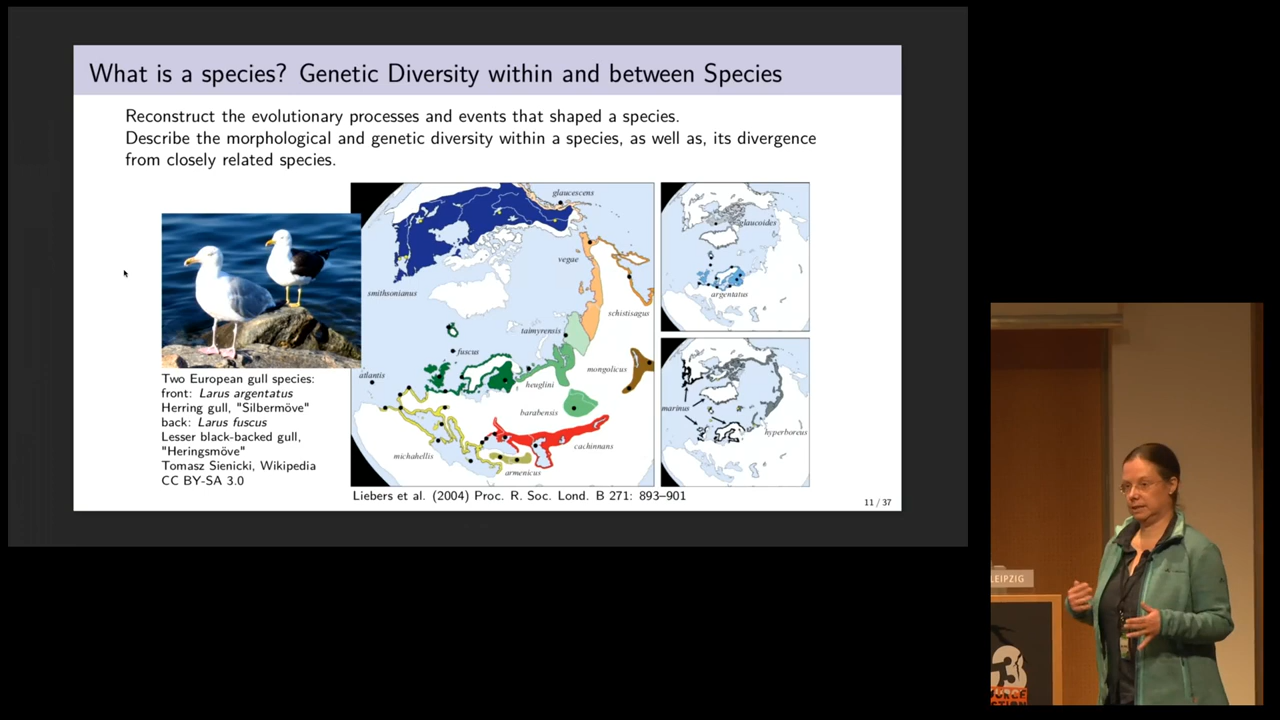 What is a species? Genetic Diversity within and between Species
Reconstruct the evolutionary processes and events that shaped a species.
Describe the morphological and genetic diversity within a species, as well as, its divergence
from closely related species.
glaucescens
vegae
smithsonianus
schistisagus
taimyrensis
fuscus
mongolicus
atlantis
heuglini
barabensis
cachinnans
michahellis
armenicus
glaucoides
argentatus
marinus
hyperboreus
Two European gull species:
front: Larus argentatus
Herring gull, "Silbermöve"
back: Larus fuscus
Lesser black-backed gull,
"Heringsmöve"
Tomasz Sienicki, Wikipedia
CC BY-SA 3.0
Liebers et al. (2004) Proc. R. Soc. Lond. B 271: 893–901
11 / 37
LEIPZIG